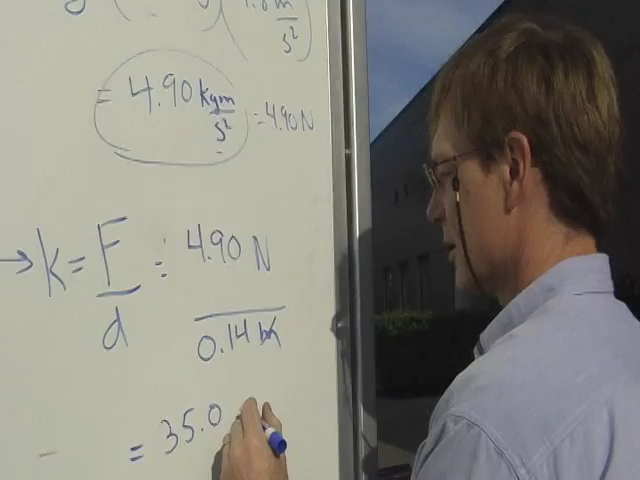 = 4.90 kgm/s² = 4.90 N
→ k = F/d = 4.90 N / 0.14
= 35.0